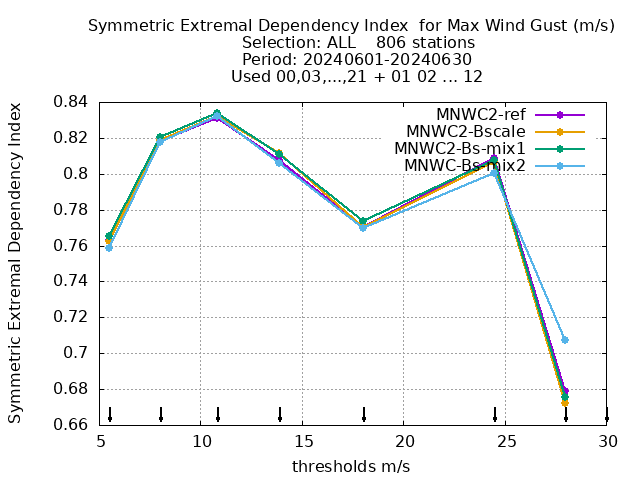 Symmetric Extremal Dependency Index  for Max Wind Gust (m/s)
Selection: ALL    806 stations
Period: 20240601-20240630
Used 00,03,...,21 + 01 02 ... 12
Symmetric Extremal Dependency Index
0.84
0.82
0.8
0.78
0.76
0.74
0.72
0.7
0.68
0.66
MNWC2-ref
MNWC2-Bscale
MNWC2-Bs-mix1
MNWC-Bs-mix2
5
10
15
20
25
30
thresholds m/s